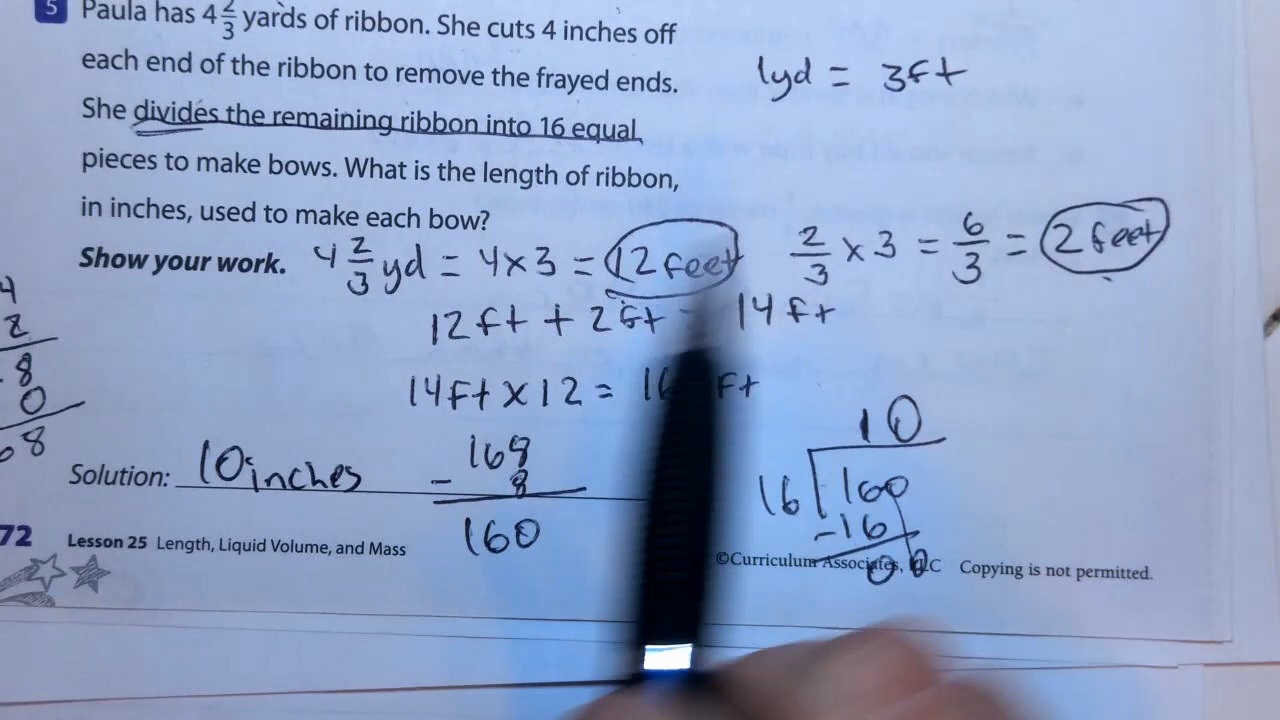 5 Paula has 4 2/3 yards of ribbon. She cuts 4 inches off
each end of the ribbon to remove the frayed ends.
She divides the remaining ribbon into 16 equal
pieces to make bows. What is the length of ribbon,
in inches, used to make each bow?
Show your work.
1yd = 3ft
4 2/3 yd = 4x3 = 12 feet
2/3 x 3 = 6/3 = 2 feet
12ft + 2ft 14ft
14ft x 12 = 16 ft
4
2
8
0
68
168
- 8
160
10
16 160
-16
00
Solution: 10 inches
72 Lesson 25 Length, Liquid Volume, and Mass
©Curriculum Associates, LLC Copying is not permitted.